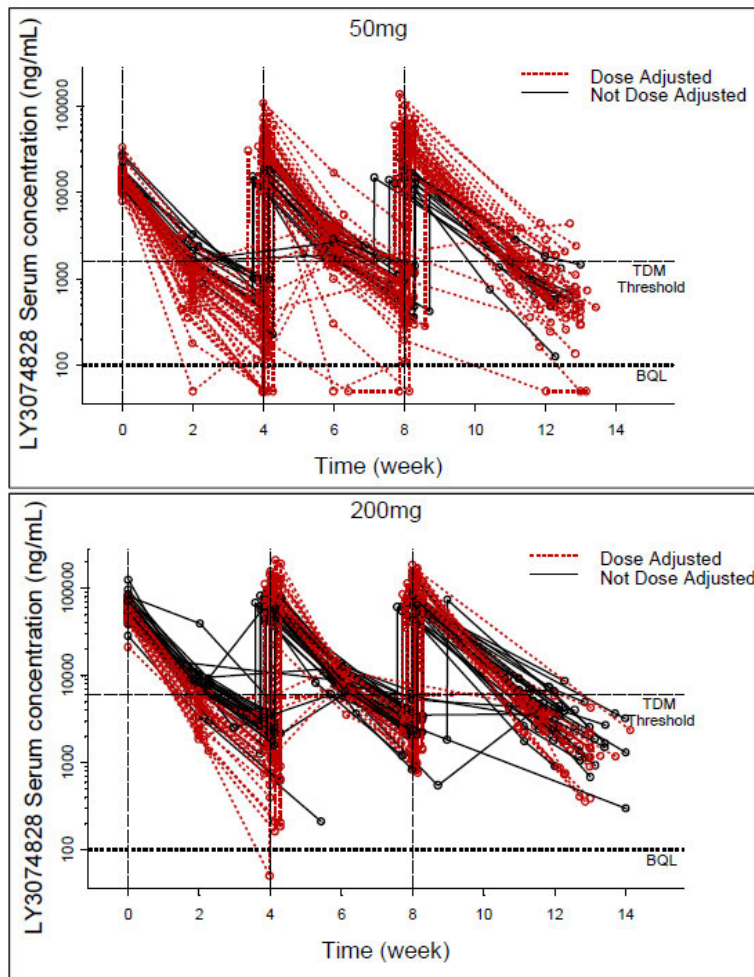 50mg
Dose Adjusted
Not Dose Adjusted
LY3074828 Serum concentration (ng/mL)
100000
10000
1000
100
TDM
Threshold
BQL
0 2 4 6 8 10 12 14
Time (week)
200mg
Dose Adjusted
Not Dose Adjusted
LY3074828 Serum concentration (ng/mL)
100000
10000
1000
100
TDM
Threshold
BQL
0 2 4 6 8 10 12 14
Time (week)